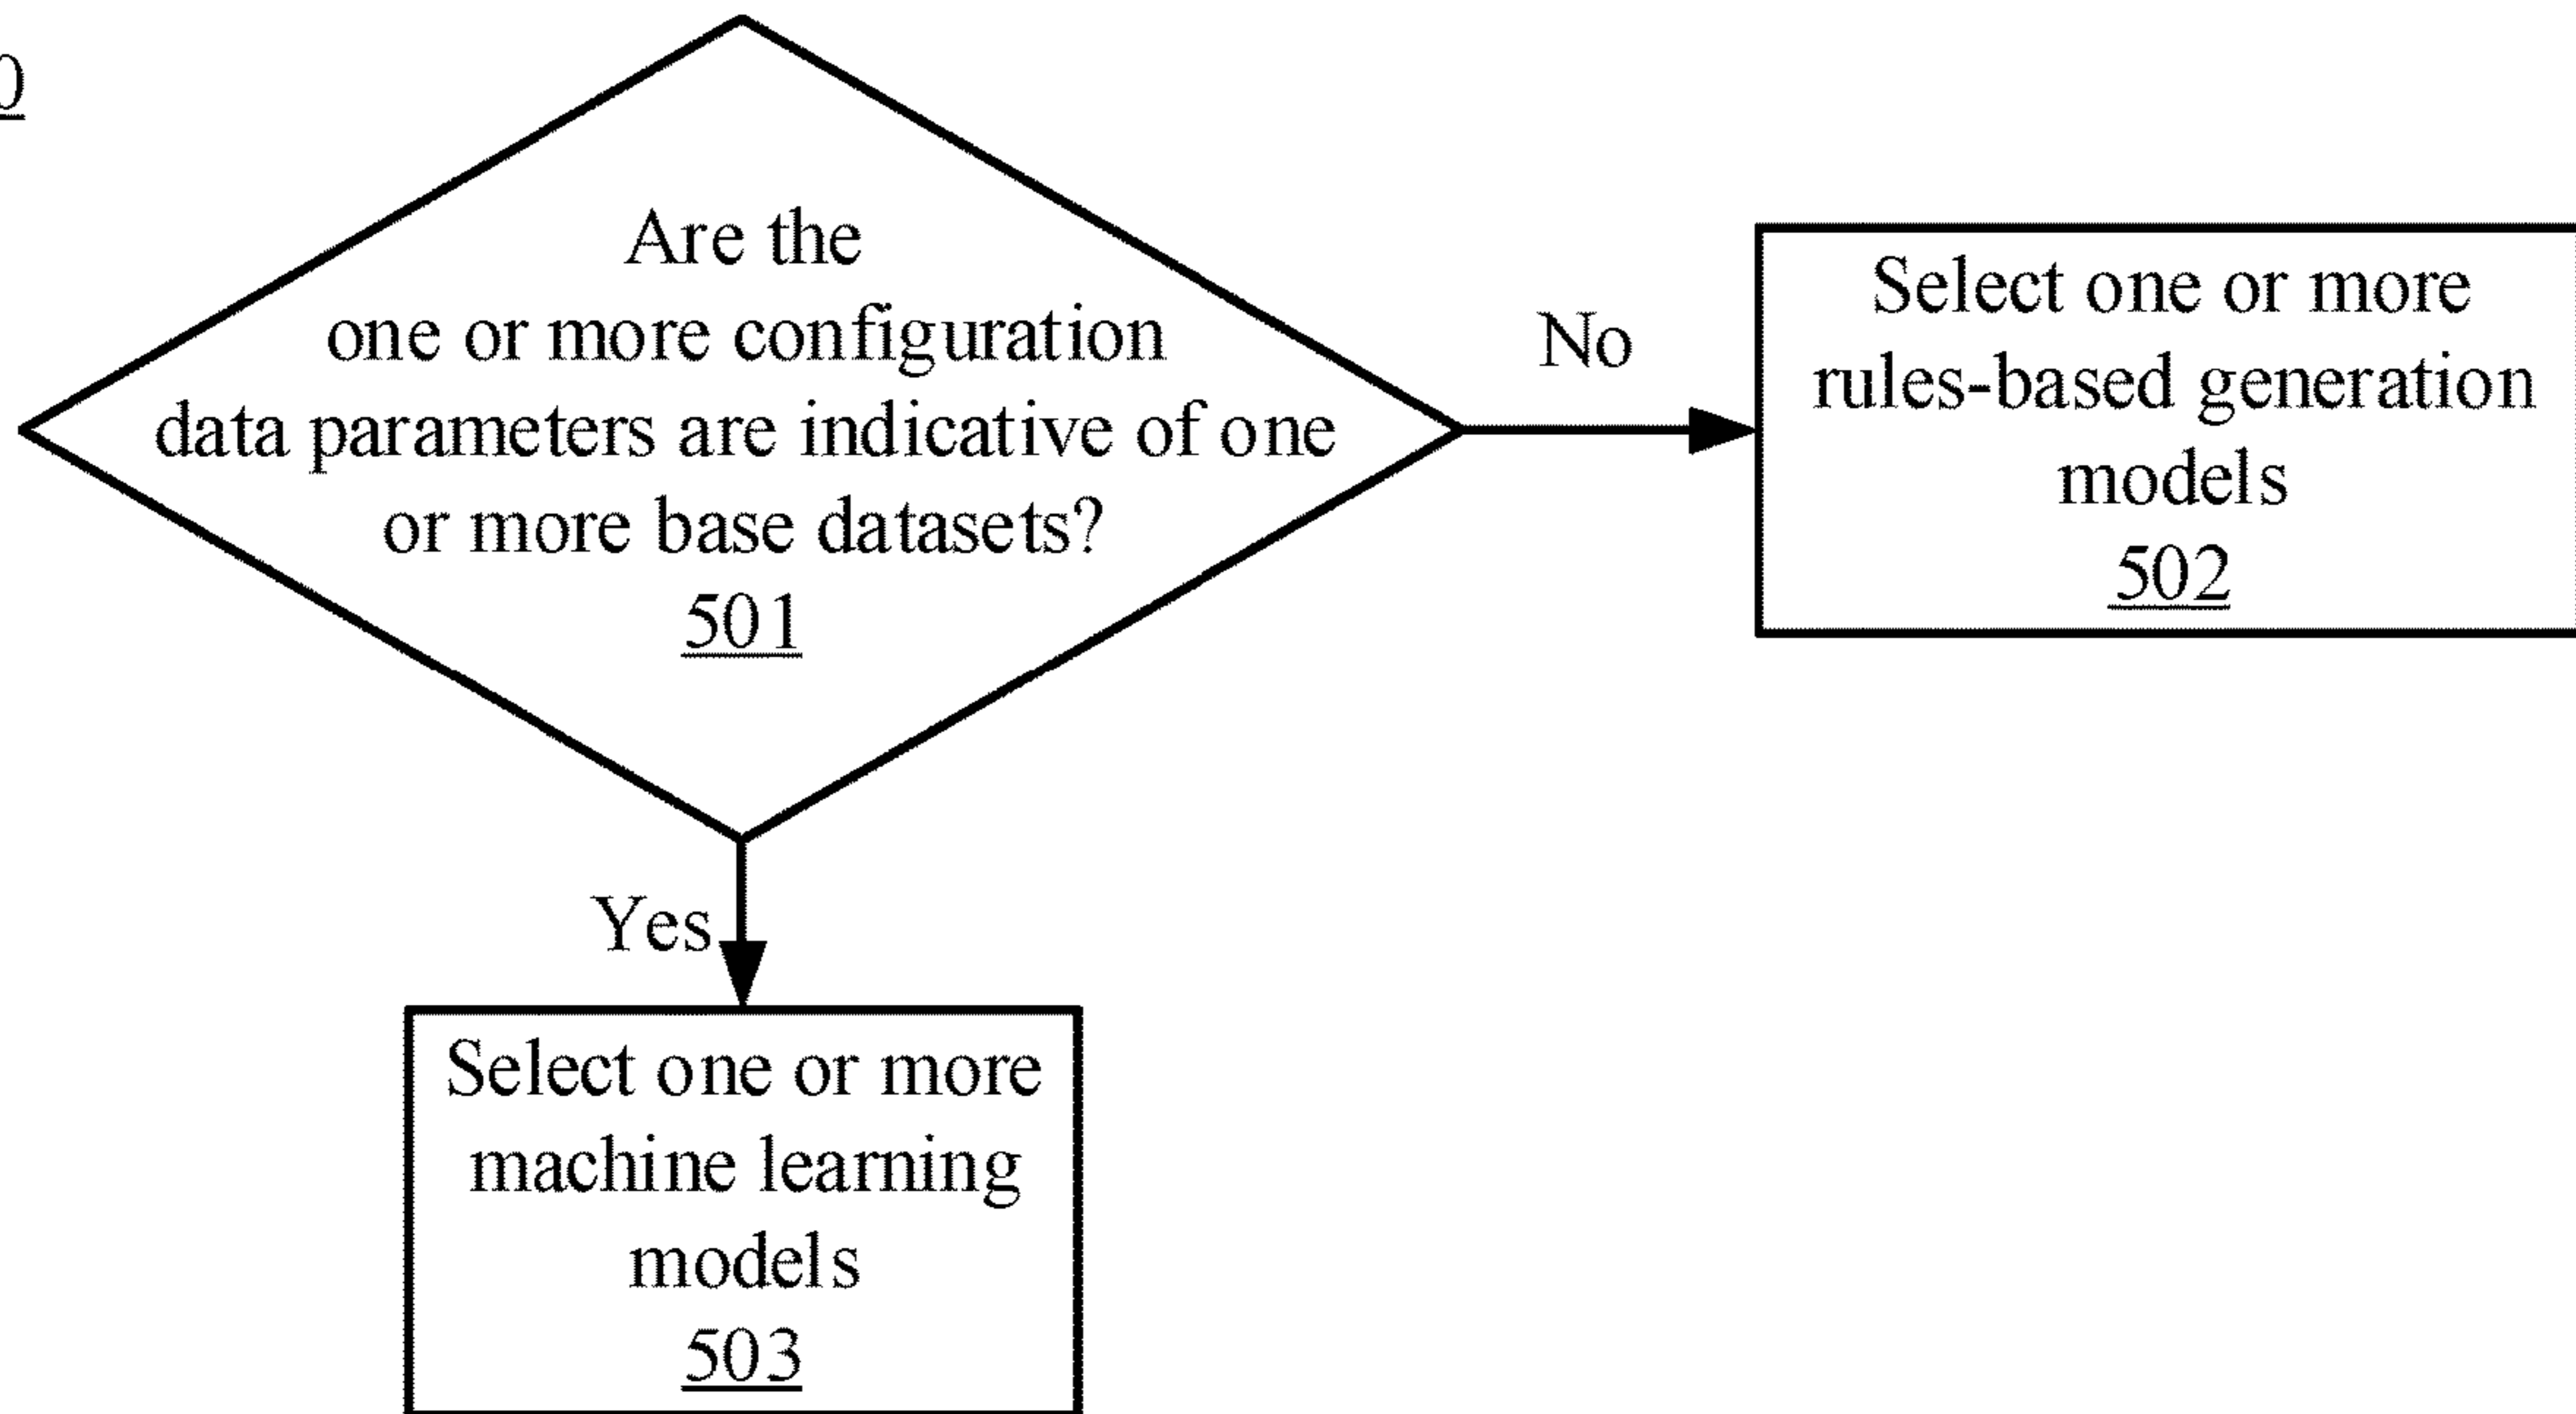 0
Are the
one or more configuration
data parameters are indicative of one
or more base datasets?
501
No
Select one or more
rules-based generation
models
502
Yes
Select one or more
machine learning
models
503